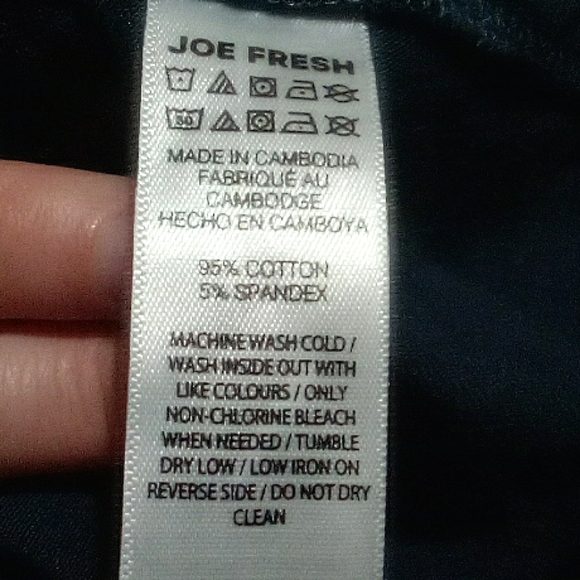 JOE FRESH
30
MADE IN CAMBODIA
FABRIQUÉ AU
CAMBODGE
HECHO EN CAMBOYA
95% COTTON
5% SPANDEX
MACHINE WASH COLD /
WASH INSIDE OUT WITH
LIKE COLOURS / ONLY
NON-CHLORINE BLEACH
WHEN NEEDED / TUMBLE
DRY LOW / LOW IRON ON
REVERSE SIDE / DO NOT DRY
CLEAN